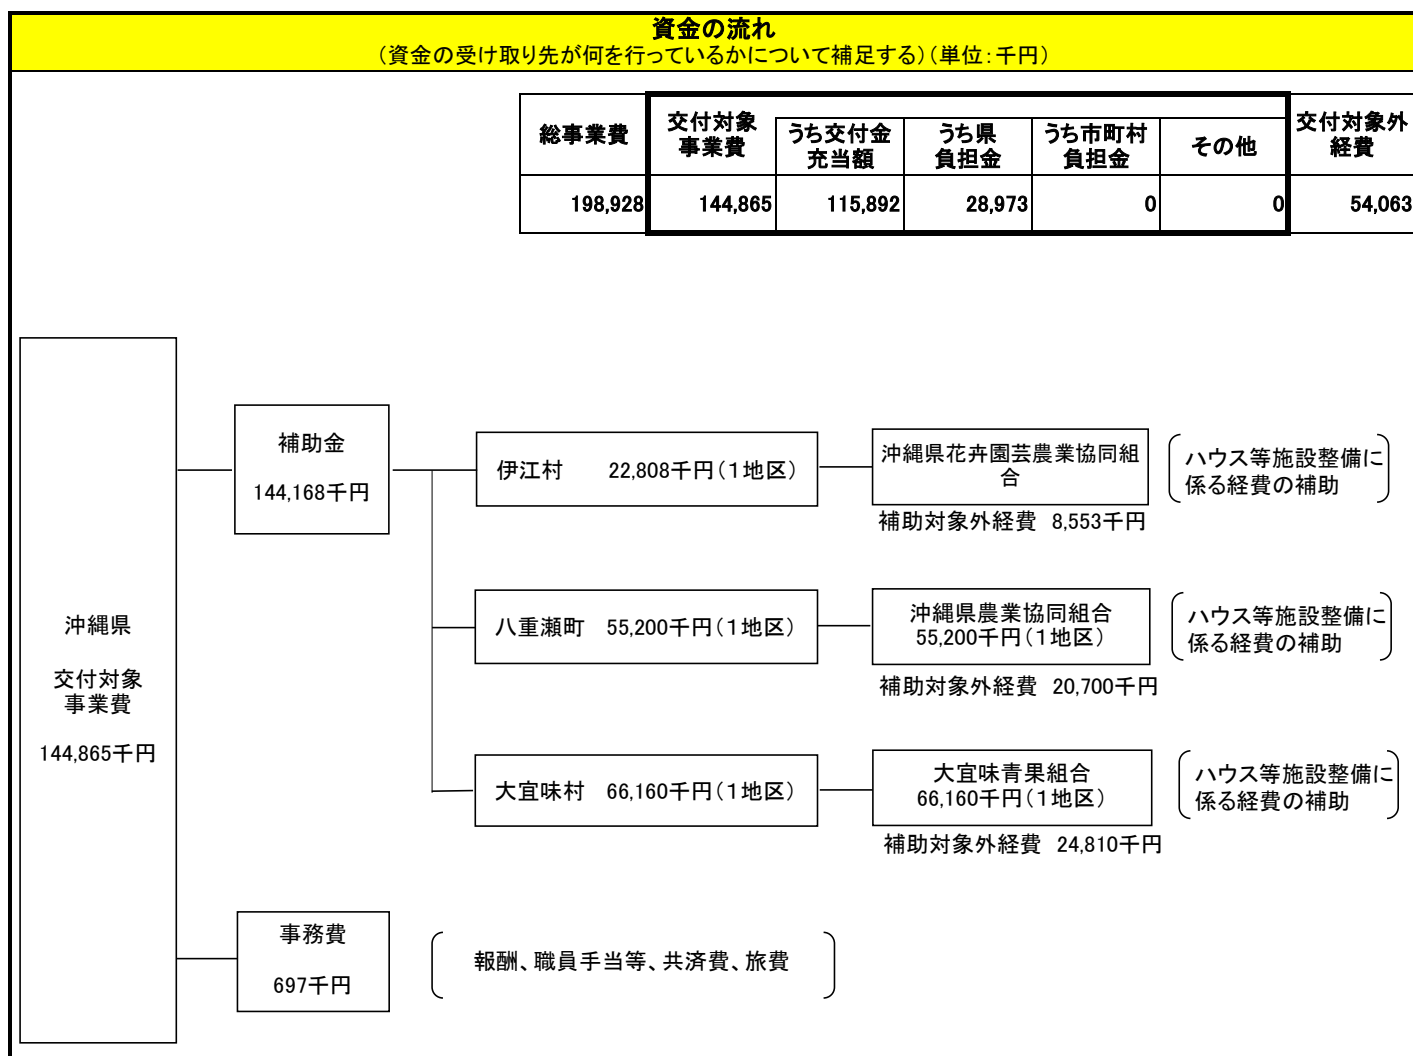 資金の流れ
（資金の受け取り先が何を行っているかについて補足する）（単位：千円）
総事業費
交付対象
事業費
うち交付金
充当額
うち県
負担金
うち市町村
負担金
その他
交付対象外
経費
198,928 144,865 115,892 28,973 0 0 54,063
補助金
144,168千円
伊江村　22,808千円（１地区）
沖縄県花卉園芸農業協同組
合
ハウス等施設整備に
係る経費の補助
補助対象外経費 8,553千円
沖縄県
交付対象
事業費
144,865千円
八重瀬町　55,200千円（１地区）
沖縄県農業協同組合
55,200千円（１地区）
ハウス等施設整備に
係る経費の補助
補助対象外経費 20,700千円
大宜味村　66,160千円（１地区）
大宜味青果組合
66,160千円（１地区）
ハウス等施設整備に
係る経費の補助
補助対象外経費 24,810千円
事務費
697千円
報酬、職員手当等、共済費、旅費